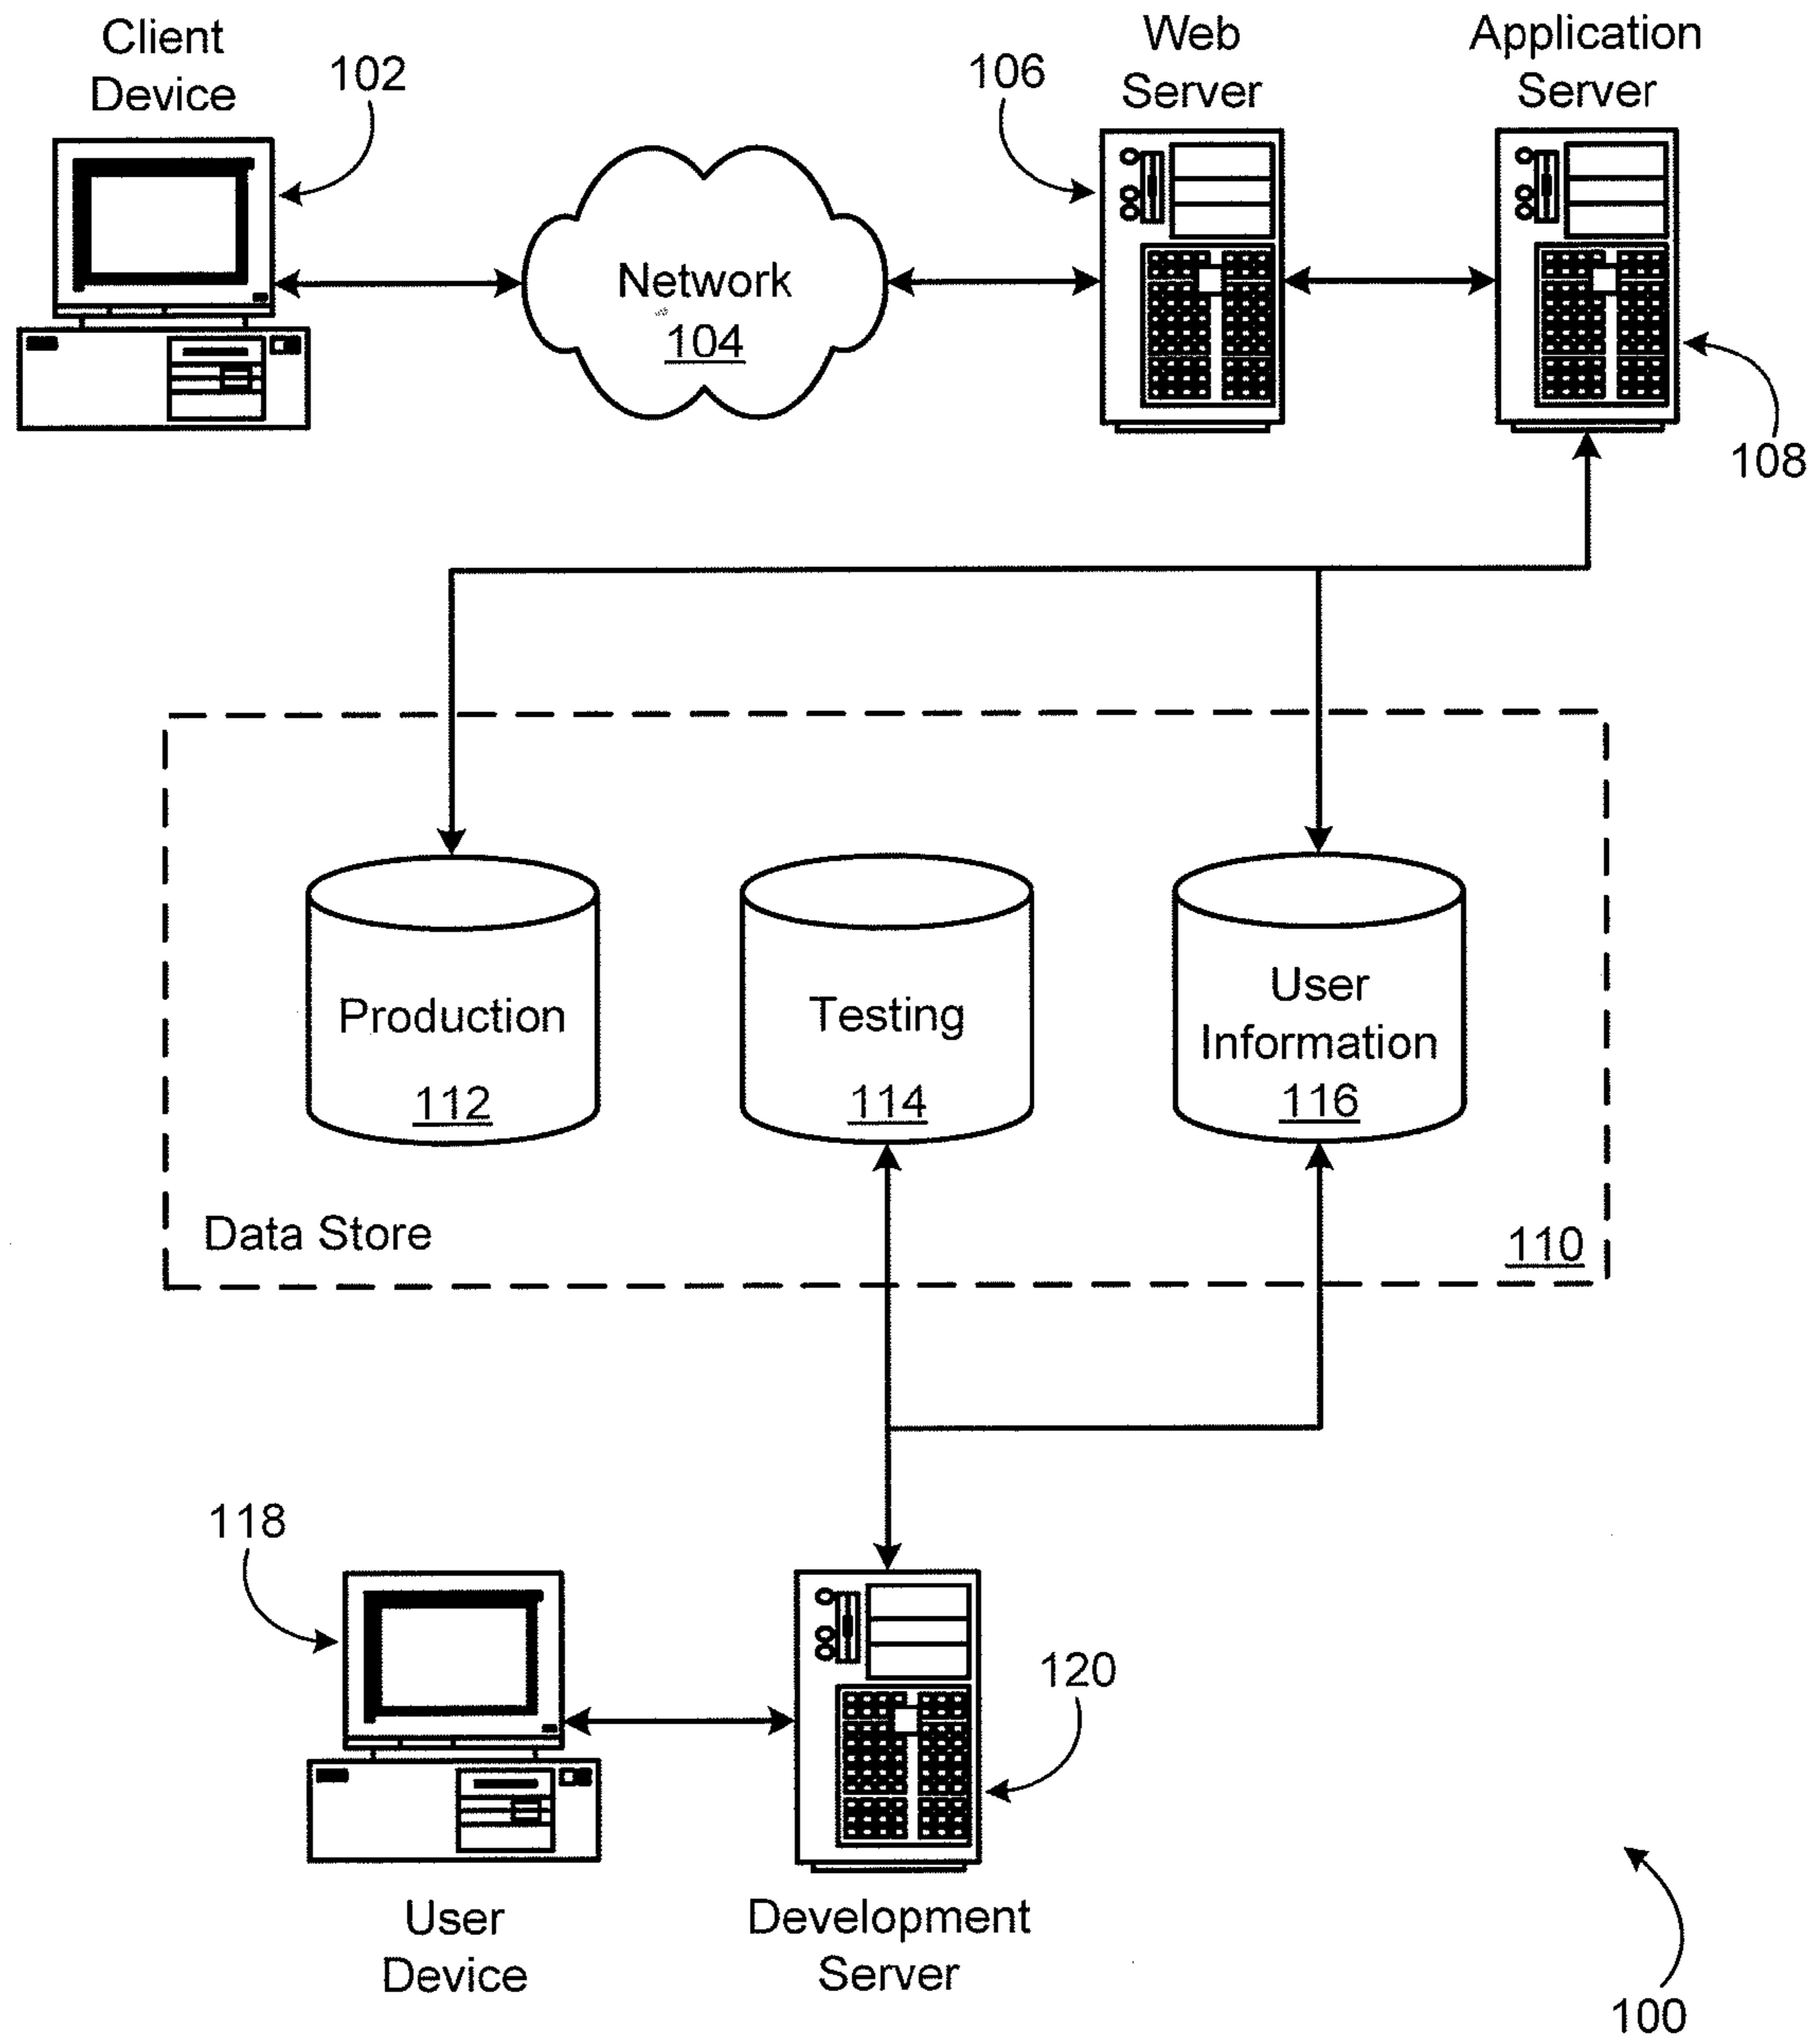 Client
Device
102
Network
104
106
Web
Server
Application
Server
108
Production
112
Testing
114
User
Information
116
Data Store
110
118
User
Device
Development
Server
120
100